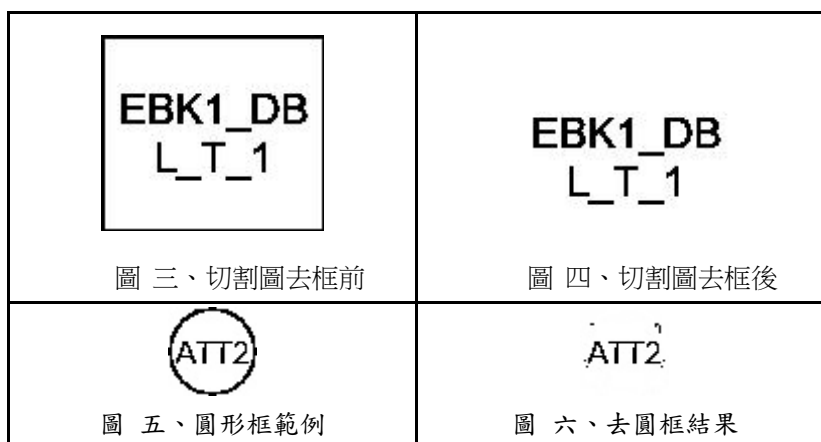 EBK1_DB
L_T_1
圖 三、切割圖去框前
EBK1_DB
L_T_1
圖 四、切割圖去框後
ATT2
圖 五、圓形框範例
ATT2
圖 六、去圓框結果